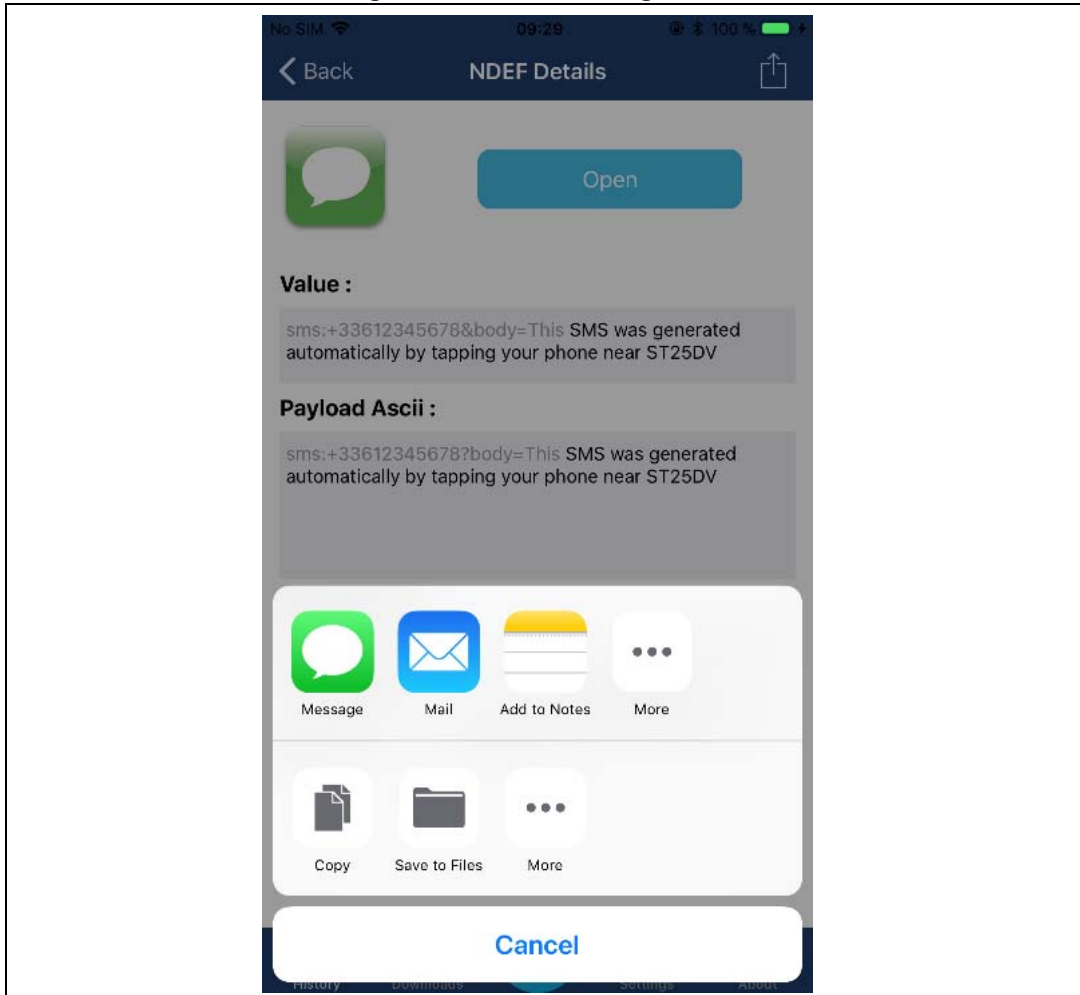 No SIM 09:29 100 %
Back NDEF Details
Open
Value :
sms:+33612345678&body=This SMS was generated
automatically by tapping your phone near ST25DV
Payload Ascii :
sms:+33612345678?body=This SMS was generated
automatically by tapping your phone near ST25DV
Message Mail Add to Notes More
Copy Save to Files More
Cancel
History Downloads Settings About